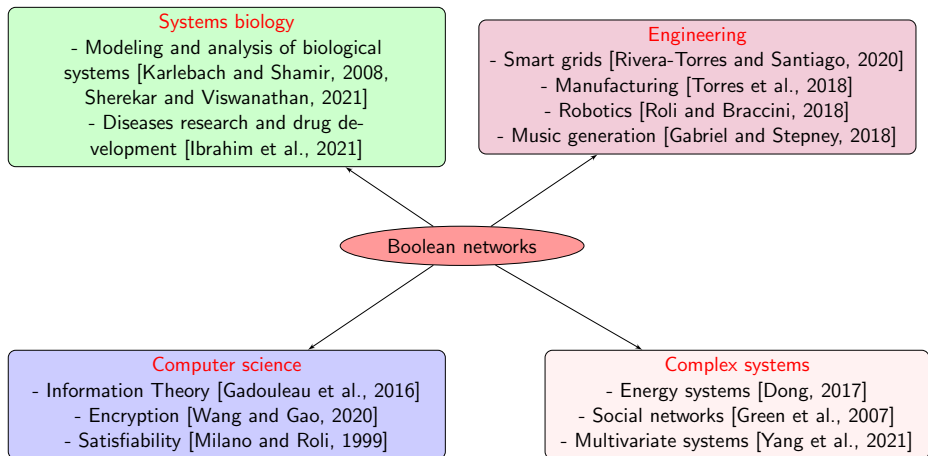 Systems biology
- Modeling and analysis of biological
systems [Karlebach and Shamir, 2008,
Sherekar and Viswanathan, 2021]
- Diseases research and drug de-
velopment [Ibrahim et al., 2021]
Engineering
- Smart grids [Rivera-Torres and Santiago, 2020]
- Manufacturing [Torres et al., 2018]
- Robotics [Roli and Braccini, 2018]
- Music generation [Gabriel and Stepney, 2018]
Boolean networks
Computer science
- Information Theory [Gadouleau et al., 2016]
- Encryption [Wang and Gao, 2020]
- Satisfiability [Milano and Roli, 1999]
Complex systems
- Energy systems [Dong, 2017]
- Social networks [Green et al., 2007]
- Multivariate systems [Yang et al., 2021]